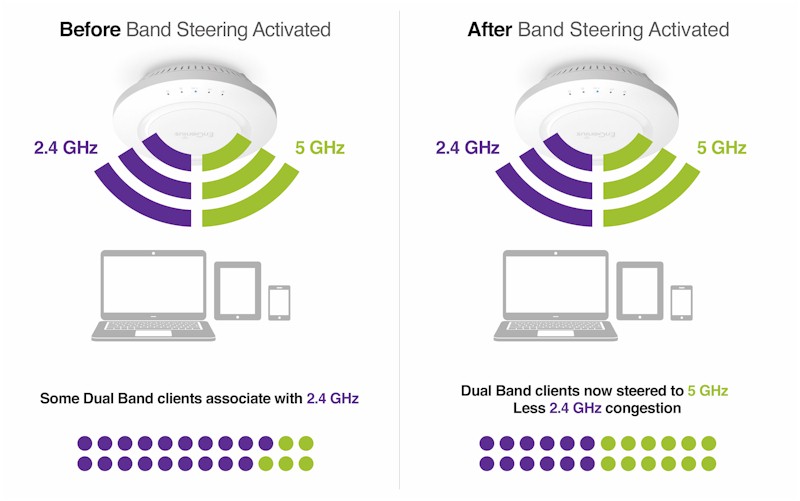 Before Band Steering Activated
2.4 GHz
5 GHz
EnGenius
Some Dual Band clients associate with 2.4 GHz
After Band Steering Activated
2.4 GHz
5 GHz
EnGenius
Dual Band clients now steered to 5 GHz
Less 2.4 GHz congestion